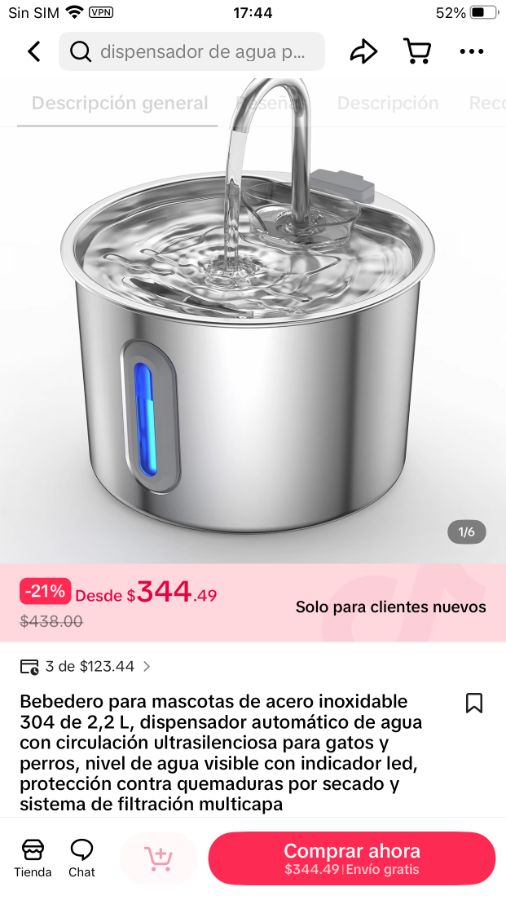 Sin SIM VPN 17:44 52%
dispensador de agua p...
Descripción general Reseñas Descripción Reco
1/6
-21% Desde $344.49
Solo para clientes nuevos
$438.00
3 de $123.44
Bebedero para mascotas de acero inoxidable
304 de 2,2 L, dispensador automático de agua
con circulación ultrasilenciosa para gatos y
perros, nivel de agua visible con indicador led,
protección contra quemaduras por secado y
sistema de filtración multicapa
Tienda Chat
Comprar ahora
$344.49|Envío gratis